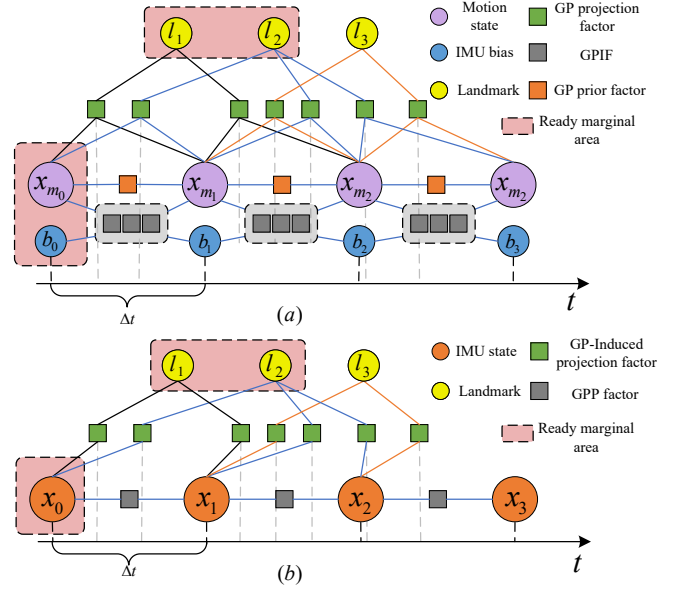 l1 l2 l3
Motion state
GP projection factor
IMU bias
GPIF
Landmark
GP prior factor
Ready marginal area
xm0 xm1 xm2 xm2
b0 b1 b2 b3
Δt
t
(a)
l1 l2 l3
IMU state
GP-Induced projection factor
Landmark
GPP factor
Ready marginal area
x0 x1 x2 x3
Δt
t
(b)